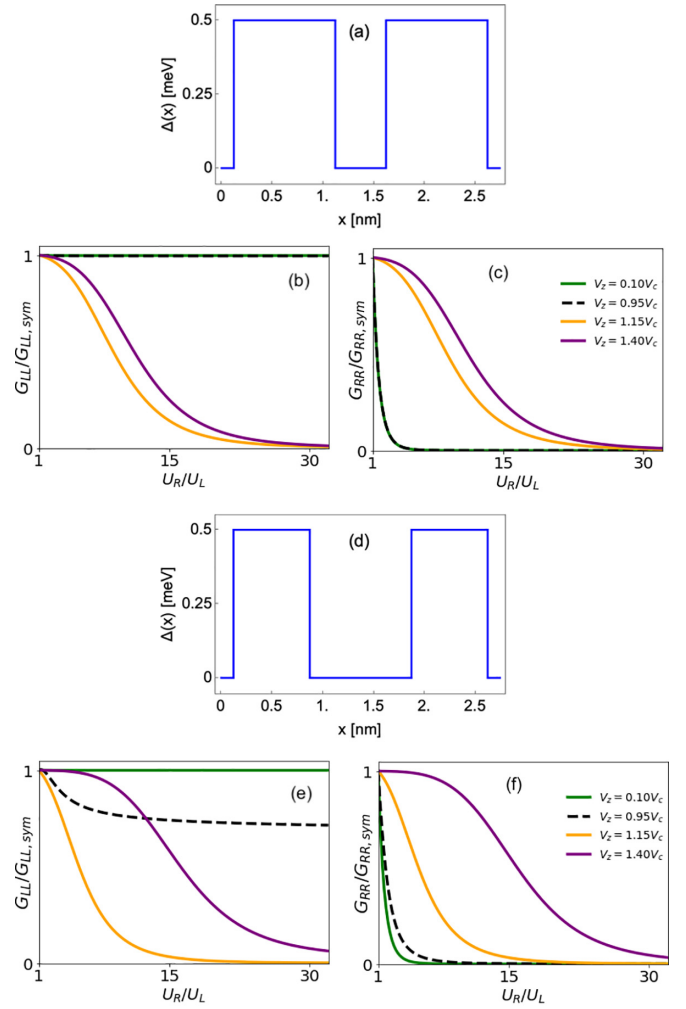 (a)
Δ(x) [meV]
0.5
0.25
0
0 0.5 1. 1.5 2. 2.5
x [nm]
(b)
G_LL/G_LL,sym
1
0
1 15 30
U_R/U_L
(c)
G_RR/G_RR,sym
1
0
1 15 30
U_R/U_L
V_z = 0.10V_c
V_z = 0.95V_c
V_z = 1.15V_c
V_z = 1.40V_c
(d)
Δ(x) [meV]
0.5
0.25
0
0 0.5 1. 1.5 2. 2.5
x [nm]
(e)
G_LL/G_LL,sym
1
0
1 15 30
U_R/U_L
(f)
G_RR/G_RR,sym
1
0
1 15 30
U_R/U_L
V_z = 0.10V_c
V_z = 0.95V_c
V_z = 1.15V_c
V_z = 1.40V_c